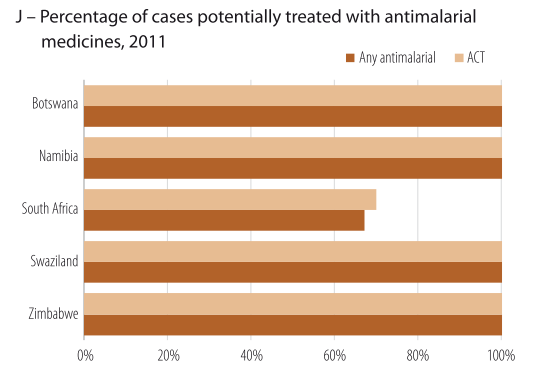 J – Percentage of cases potentially treated with antimalarial
medicines, 2011
Any antimalarial ACT
Botswana
Namibia
South Africa
Swaziland
Zimbabwe
0% 20% 40% 60% 80% 100%